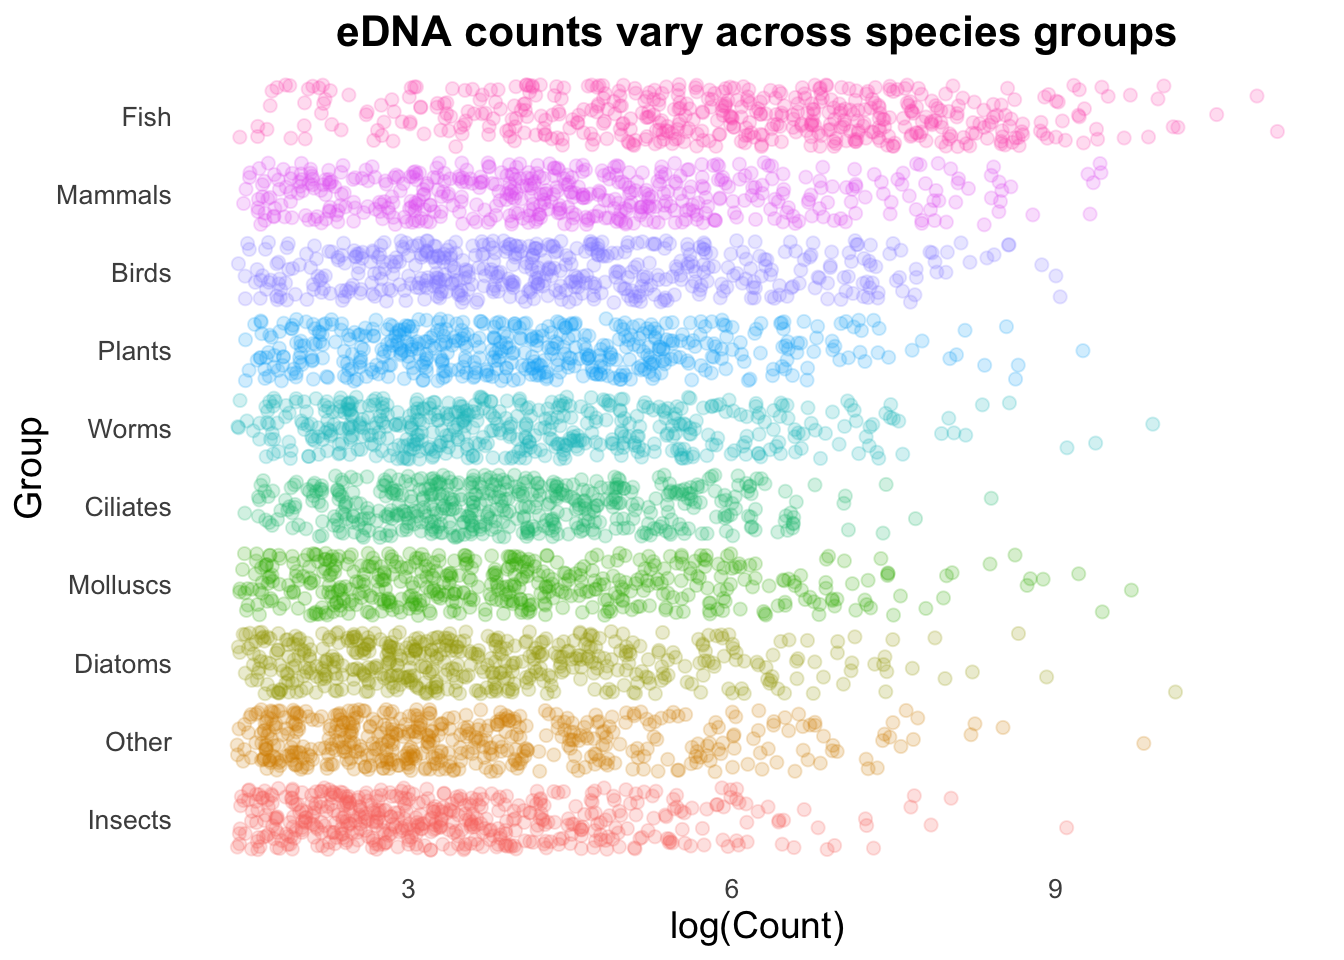 eDNA counts vary across species groups
Fish
Mammals
Birds
Plants
Worms
Ciliates
Molluscs
Diatoms
Other
Insects
Group
3 6 9
log(Count)